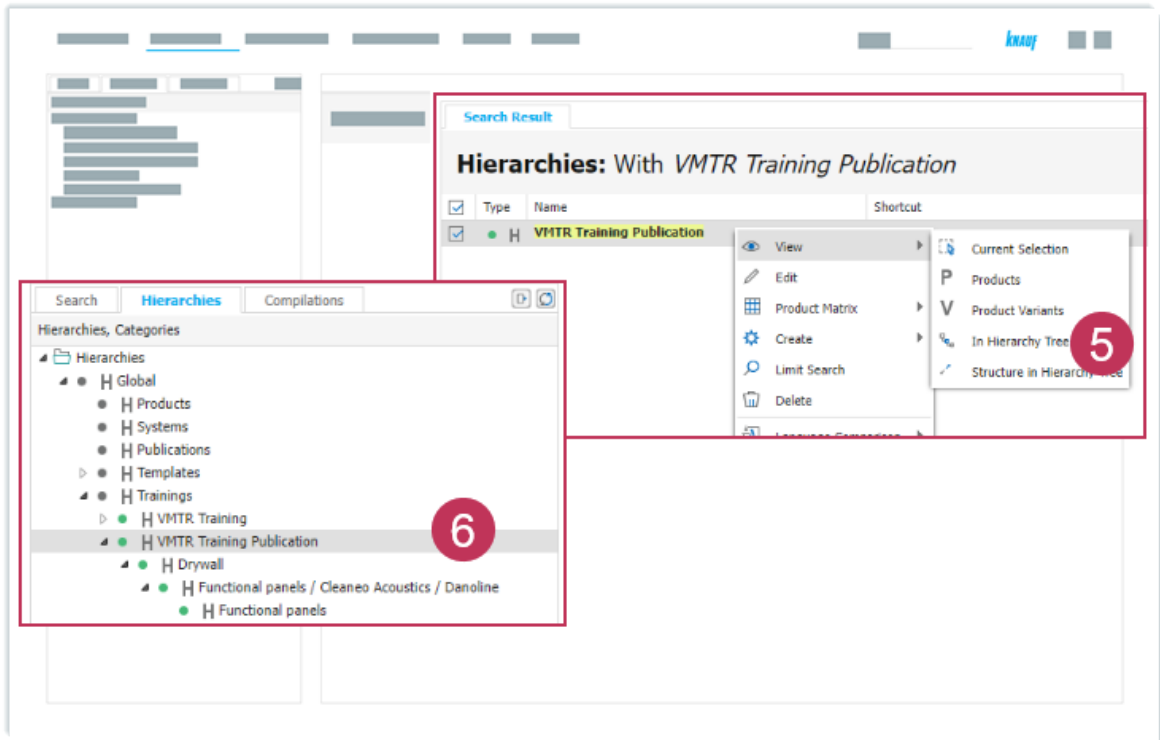 KNAUF
Search Result
Hierarchies: With VMTR Training Publication
Type Name Shortcut
H VMTR Training Publication
View
Edit
Product Matrix
Create
Limit Search
Delete
Current Selection
P Products
V Product Variants
In Hierarchy Tree
Structure in Hierarchy Tree
5
Search Hierarchies Compilations
Hierarchies, Categories
Hierarchies
H Global
H Products
H Systems
H Publications
H Templates
H Trainings
H VMTR Training
H VMTR Training Publication
H Drywall
H Functional panels / Cleaneo Acoustics / Danoline
H Functional panels
6